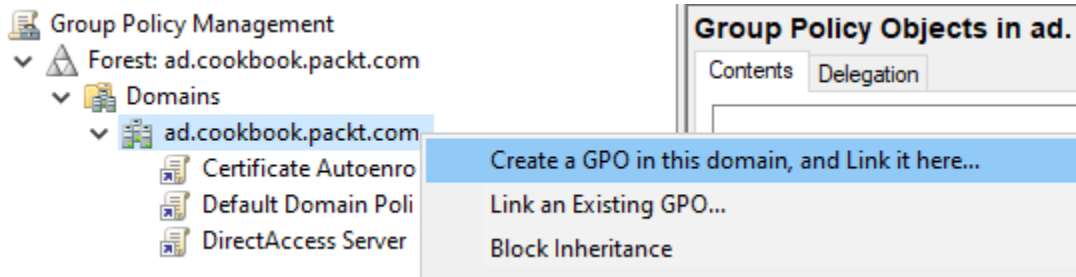 Group Policy Management
Forest: ad.cookbook.packt.com
Domains
ad.cookbook.packt.com
Certificate Autoenro
Default Domain Poli
DirectAccess Server
Create a GPO in this domain, and Link it here...
Link an Existing GPO...
Block Inheritance
Group Policy Objects in ad.
Contents Delegation